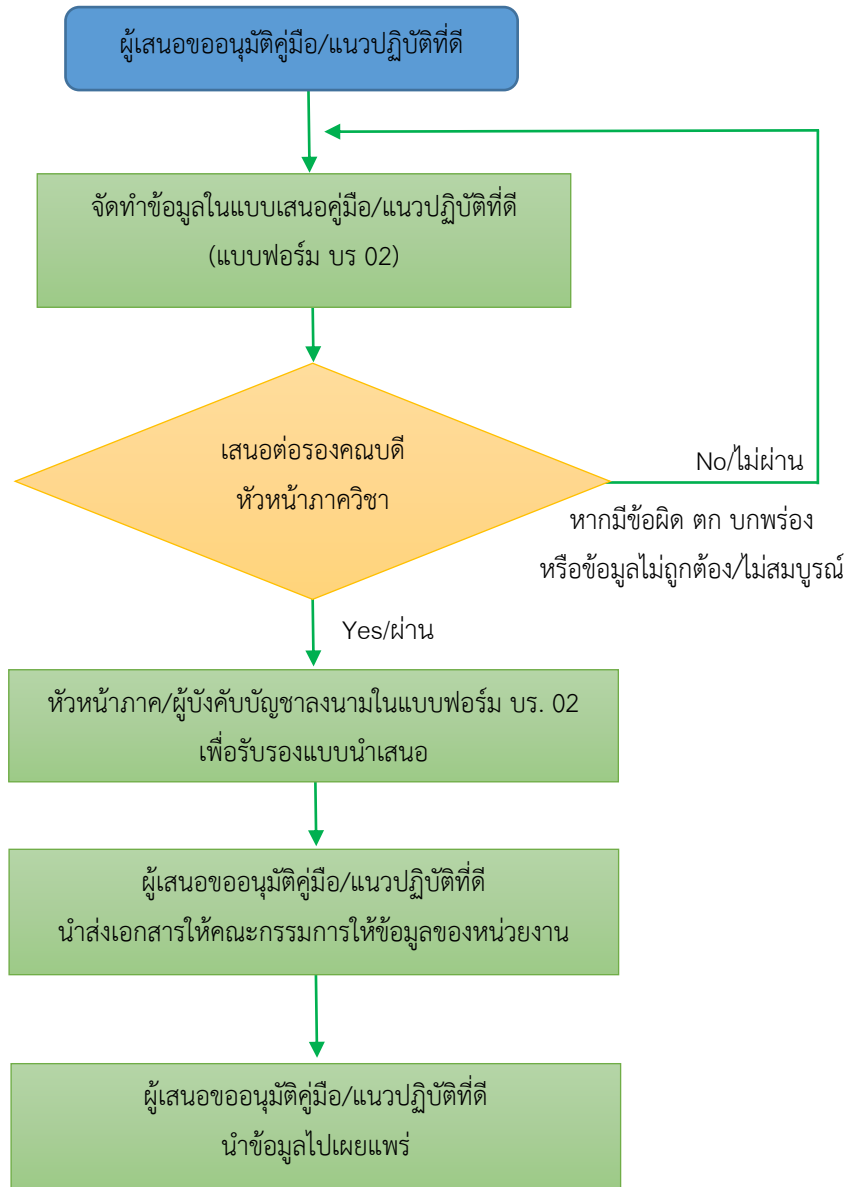 ผู้เสนอขออนุมัติคู่มือ/แนวปฏิบัติที่ดี
จัดทำข้อมูลในแบบเสนอคู่มือ/แนวปฏิบัติที่ดี
(แบบฟอร์ม บร 02)
เสนอต่อรองคณบดี
หัวหน้าภาควิชา
No/ไม่ผ่าน
หากมีข้อผิด ตก บกพร่อง
หรือข้อมูลไม่ถูกต้อง/ไม่สมบูรณ์
Yes/ผ่าน
หัวหน้าภาค/ผู้บังคับบัญชาลงนามในแบบฟอร์ม บร. 02
เพื่อรับรองแบบนำเสนอ
ผู้เสนอขออนุมัติคู่มือ/แนวปฏิบัติที่ดี
นำส่งเอกสารให้คณะกรรมการให้ข้อมูลของหน่วยงาน
ผู้เสนอขออนุมัติคู่มือ/แนวปฏิบัติที่ดี
นำข้อมูลไปเผยแพร่